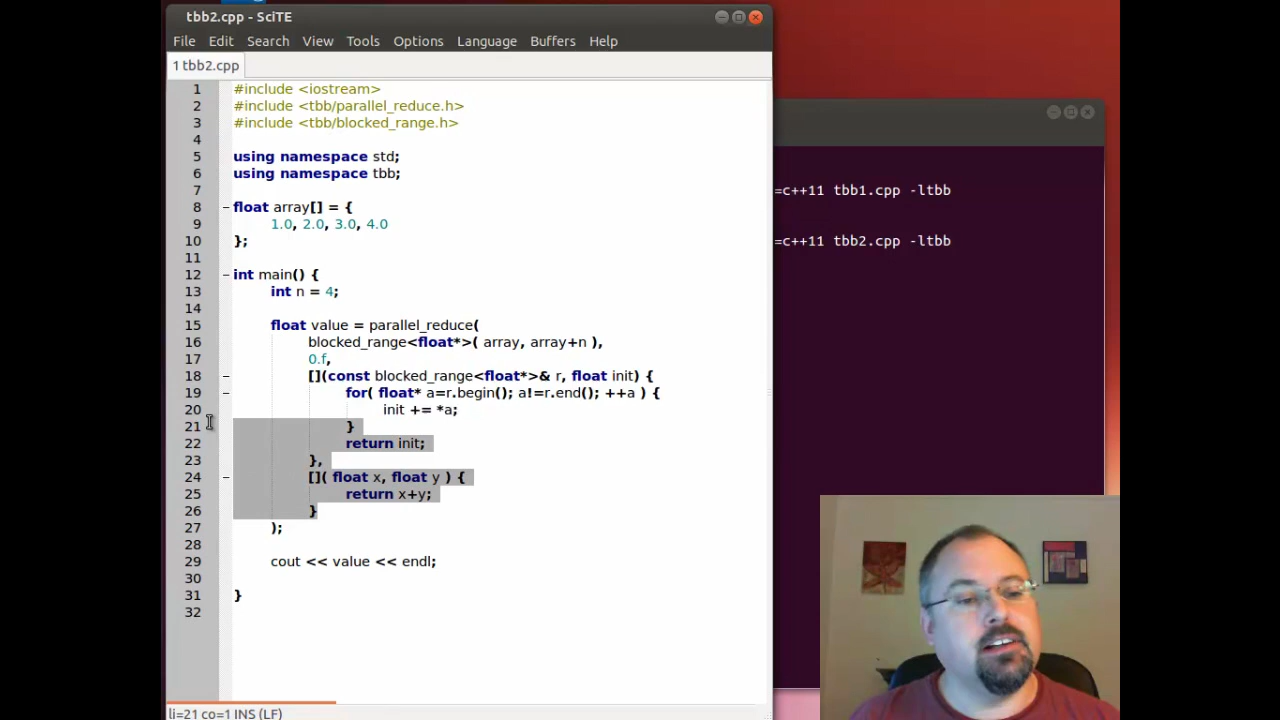 tbb2.cpp - SciTE
File Edit Search View Tools Options Language Buffers Help
1 tbb2.cpp
1 #include <iostream>
2 #include <tbb/parallel_reduce.h>
3 #include <tbb/blocked_range.h>
4
5 using namespace std;
6 using namespace tbb;
7
8 float array[] = {
9 1.0, 2.0, 3.0, 4.0
10 };
11
12 int main() {
13 int n = 4;
14
15 float value = parallel_reduce(
16 blocked_range<float*>( array, array+n ),
17 0.f,
18 [](const blocked_range<float*>& r, float init) {
19 for( float* a=r.begin(); a!=r.end(); ++a ) {
20 init += *a;
21 }
22 return init;
23 },
24 []( float x, float y ) {
25 return x+y;
26 }
27 );
28
29 cout << value << endl;
30
31 }
32
li=21 co=1 INS (LF)
=c++11 tbb1.cpp -ltbb
=c++11 tbb2.cpp -ltbb